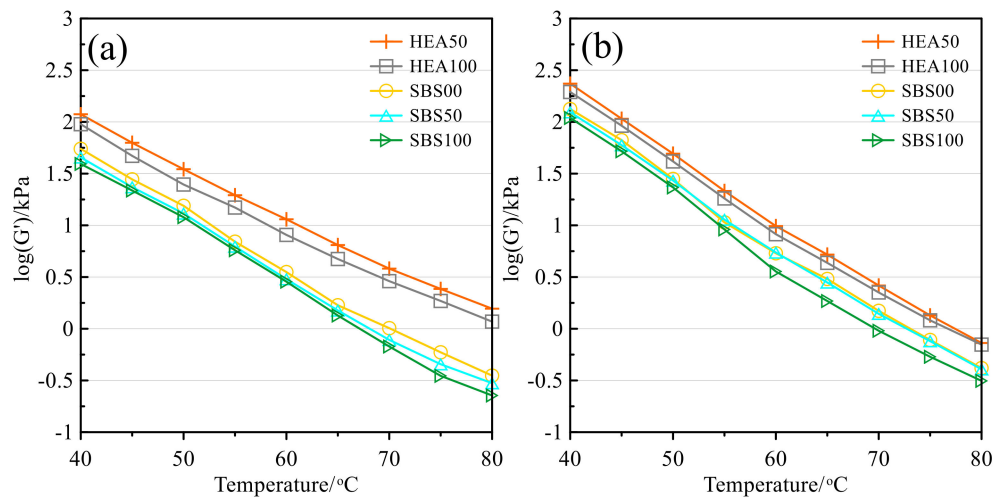 (a)
log(G')/kPa
3
2.5
2
1.5
1
0.5
0
-0.5
-1
HEA50
HEA100
SBS00
SBS50
SBS100
40 50 60 70 80
Temperature/°C
(b)
log(G')/kPa
3
2.5
2
1.5
1
0.5
0
-0.5
-1
HEA50
HEA100
SBS00
SBS50
SBS100
40 50 60 70 80
Temperature/°C